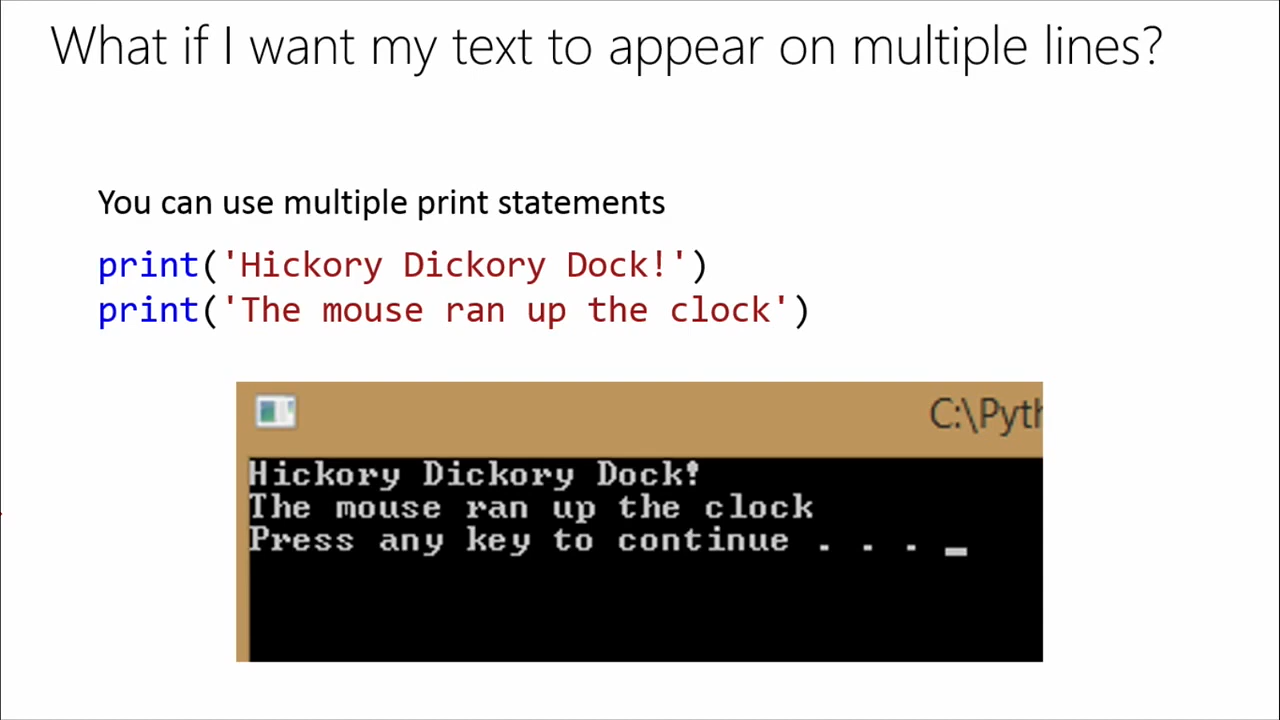 What if I want my text to appear on multiple lines?
You can use multiple print statements
print('Hickory Dickory Dock!')
print('The mouse ran up the clock')
C:\Pyth
Hickory Dickory Dock!
The mouse ran up the clock
Press any key to continue . . . _